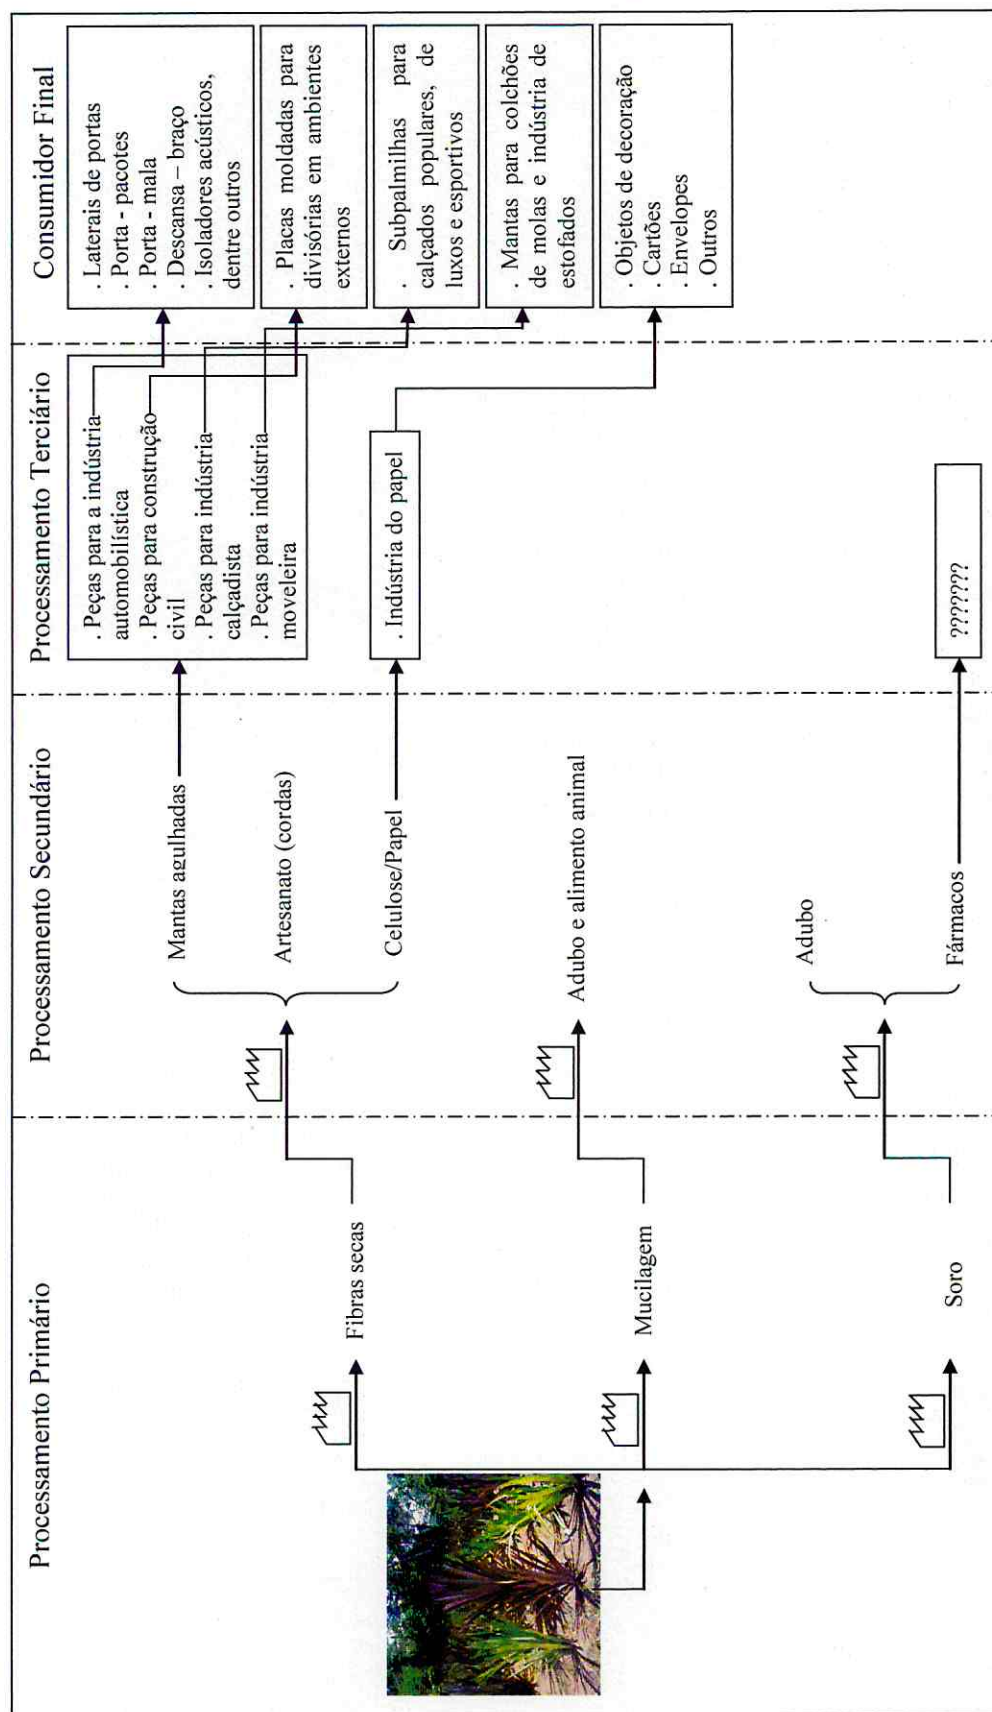 Processamento Primário
Processamento Secundário
Processamento Terciário
Consumidor Final
Fibras secas
Mucilagem
Soro
Mantas agulhadas
Artesanato (cordas)
Celulose/Papel
Adubo e alimento animal
Adubo
Fármacos
. Peças para a indústria
automobilística
. Peças para construção
civil
. Peças para indústria
calçadista
. Peças para indústria
moveleira
. Indústria do papel
???????
. Laterais de portas
. Porta - pacotes
. Porta - mala
. Descansa – braço
. Isoladores acústicos,
dentre outros
. Placas moldadas para
divisórias em ambientes
externos
. Subpalmilhas para
calçados populares, de
luxos e esportivos
. Mantas para colchões
de molas e indústria de
estofados
. Objetos de decoração
. Cartões
. Envelopes
. Outros